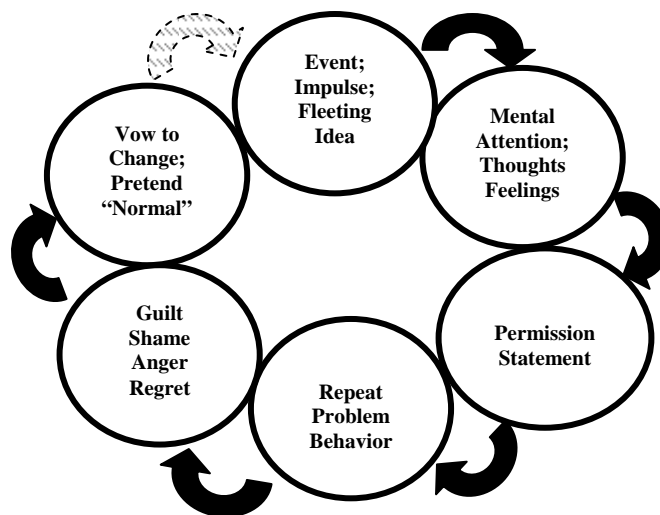 Event;
Impulse;
Fleeting
Idea
Mental
Attention;
Thoughts
Feelings
Permission
Statement
Repeat
Problem
Behavior
Guilt
Shame
Anger
Regret
Vow to
Change;
Pretend
“Normal”